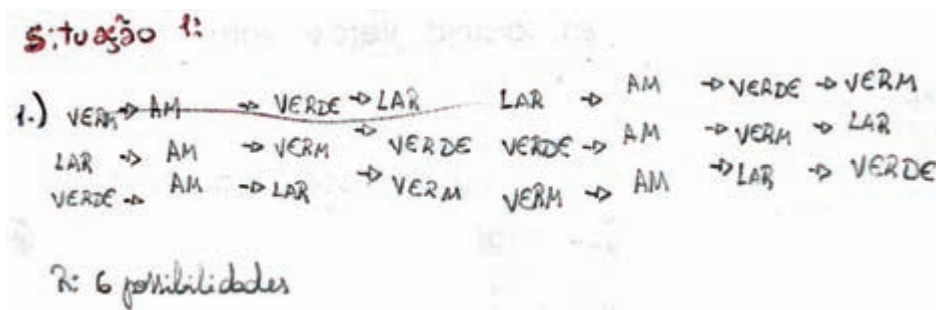 Situação 1:
1.) VERM → AM → VERDE → LAR LAR → AM → VERDE → VERM
LAR → AM → VERM → VERDE VERDE → AM → VERM → LAR
VERDE → AM → LAR → VERM VERM → AM → LAR → VERDE
R: 6 possibilidades